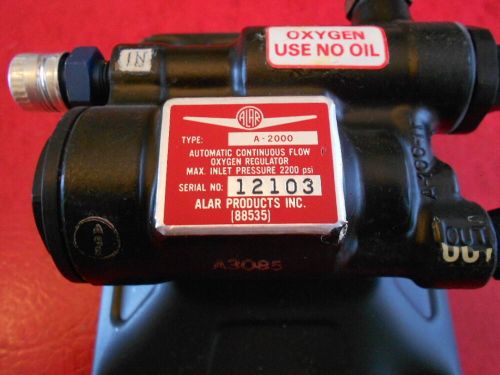 OXYGEN
USE NO OIL
IN
ALAR
TYPE: A-2000
AUTOMATIC CONTINUOUS FLOW
OXYGEN REGULATOR
MAX. INLET PRESSURE 2200 psi
SERIAL NO: 12103
ALAR PRODUCTS INC.
(88535)
A3085
OUT
OUT